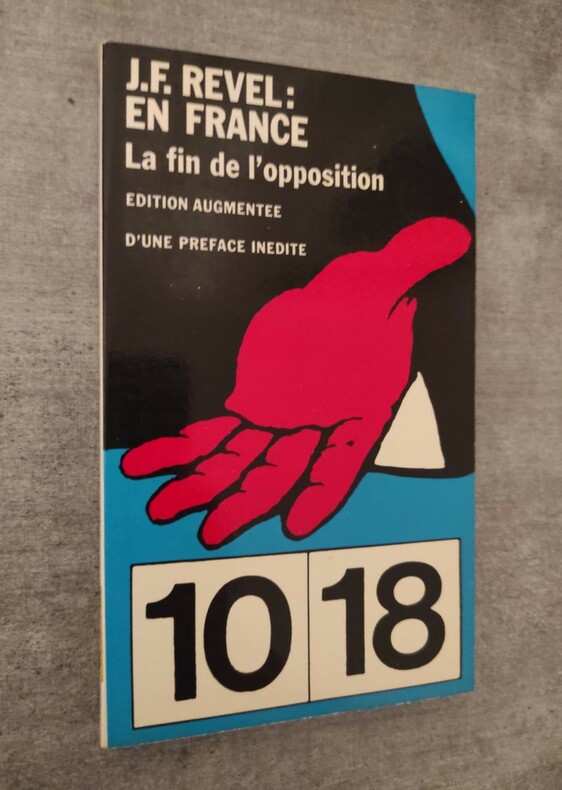 J.F. REVEL:
EN FRANCE
La fin de l'opposition
EDITION AUGMENTEE
D'UNE PREFACE INEDITE
10 18